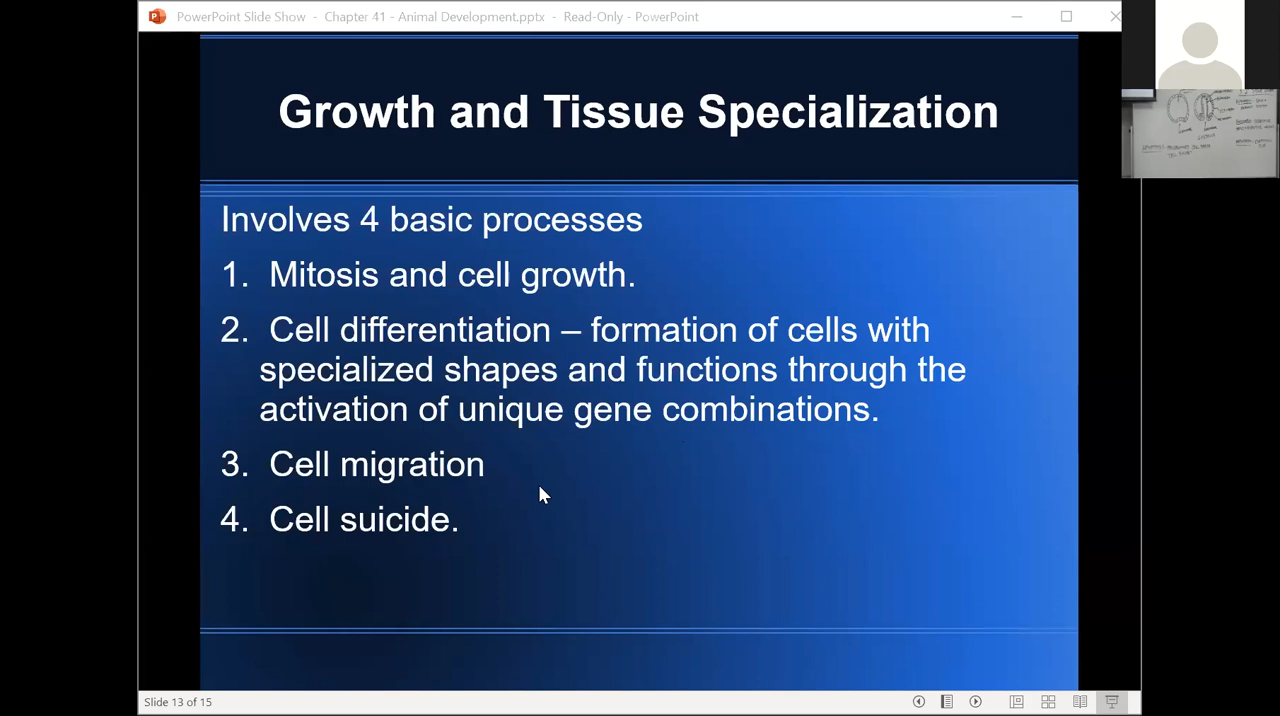 PowerPoint Slide Show - Chapter 41 - Animal Development.pptx - Read-Only - PowerPoint
Growth and Tissue Specialization
Involves 4 basic processes
1. Mitosis and cell growth.
2. Cell differentiation – formation of cells with
specialized shapes and functions through the
activation of unique gene combinations.
3. Cell migration
4. Cell suicide.
Slide 13 of 15